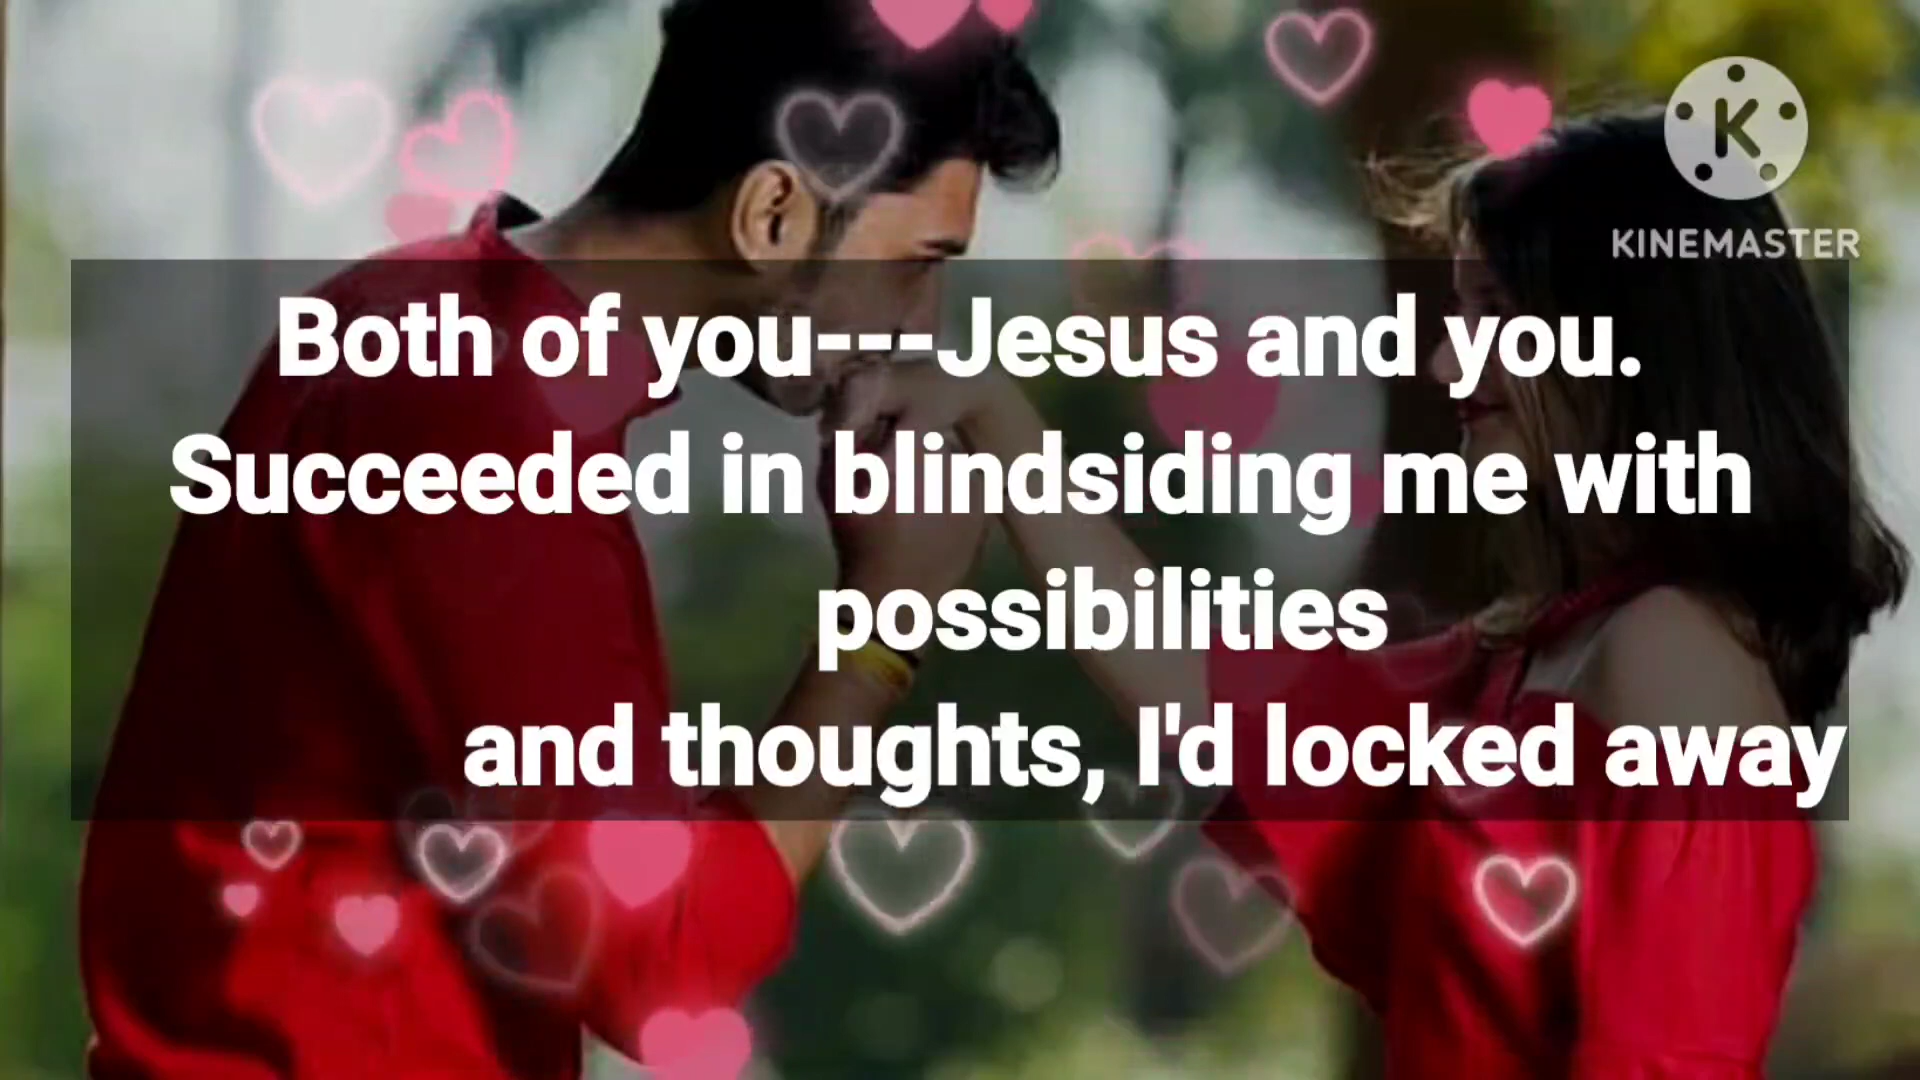 K
KINEMASTER
Both of you---Jesus and you.
Succeeded in blindsiding me with
possibilities
and thoughts, I'd locked away